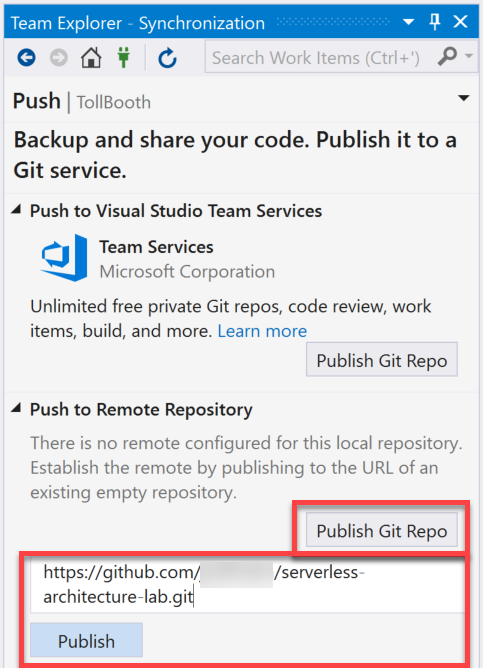 Team Explorer - Synchronization
Search Work Items (Ctrl+')
Push | TollBooth
Backup and share your code. Publish it to a
Git service.
Push to Visual Studio Team Services
Team Services
Microsoft Corporation
Unlimited free private Git repos, code review, work
items, build, and more. Learn more
Publish Git Repo
Push to Remote Repository
There is no remote configured for this local repository.
Establish the remote by publishing to the URL of an
existing empty repository.
Publish Git Repo
https://github.com/ /serverless-
architecture-lab.git
Publish